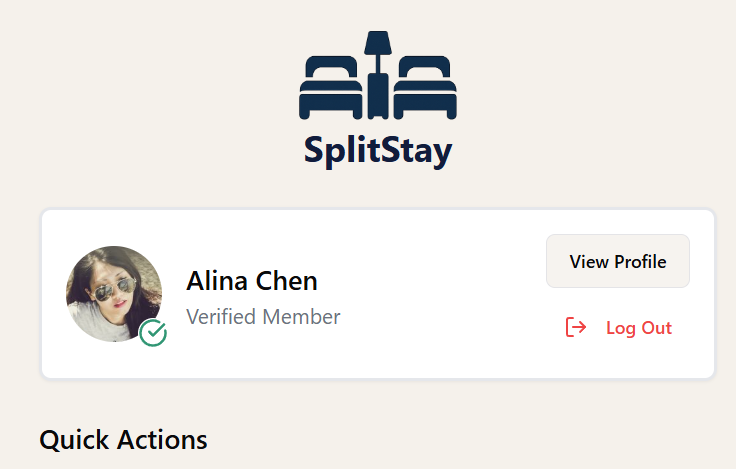 SplitStay
Alina Chen
Verified Member
View Profile
Log Out
Quick Actions